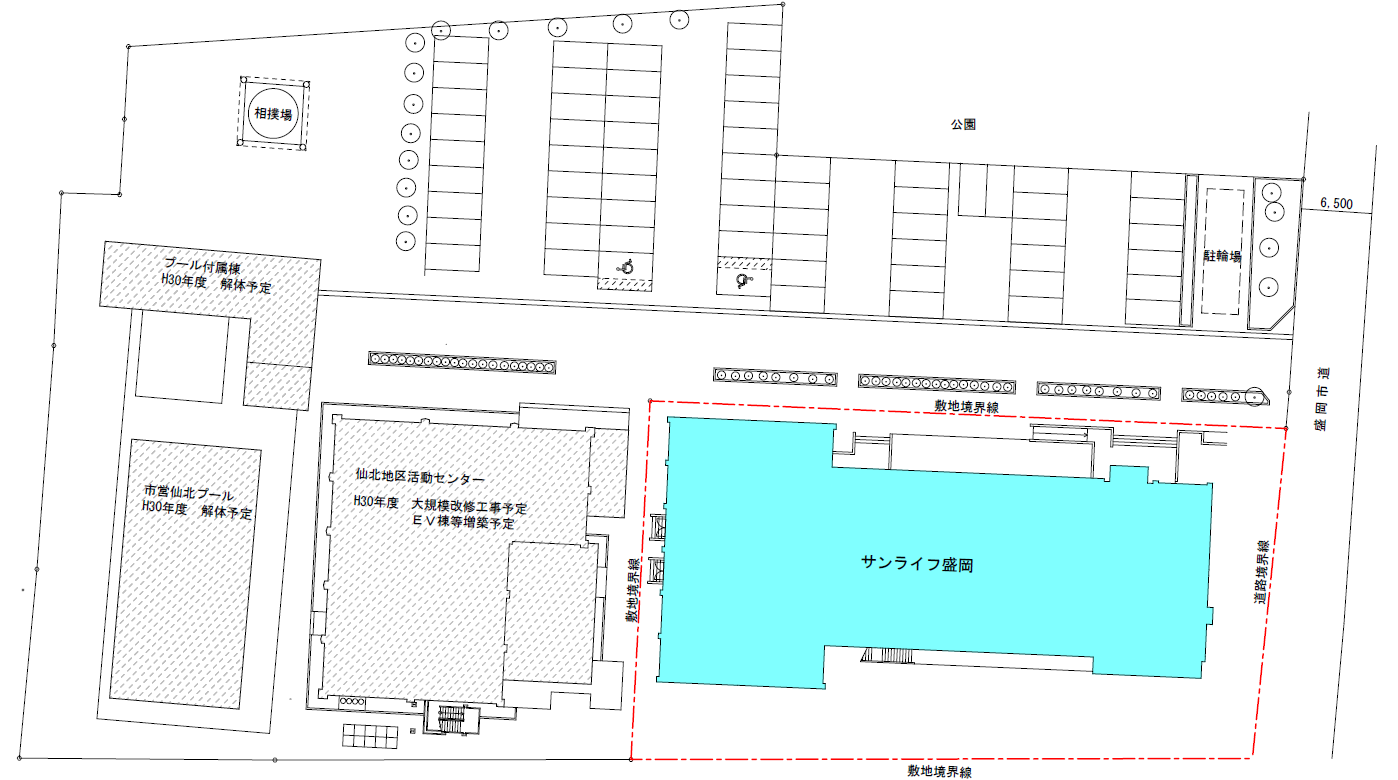 相撲場
公園
6,500
駐輪場
プール付属棟
H30年度 解体予定
盛岡市道
敷地境界線
仙北地区活動センター
H30年度 大規模改修工事予定
EV棟等増築予定
市営仙北プール
H30年度 解体予定
サンライフ盛岡
敷地境界線
道路境界線
敷地境界線